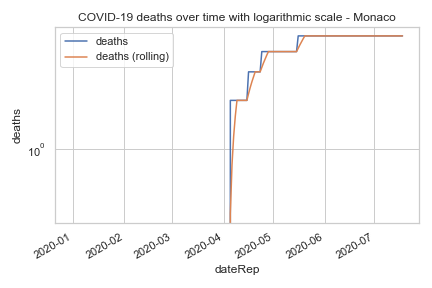 COVID-19 deaths over time with logarithmic scale - Monaco
deaths
deaths (rolling)
deaths
10⁰
2020-01
2020-02
2020-03
2020-04
2020-05
2020-06
2020-07
dateRep